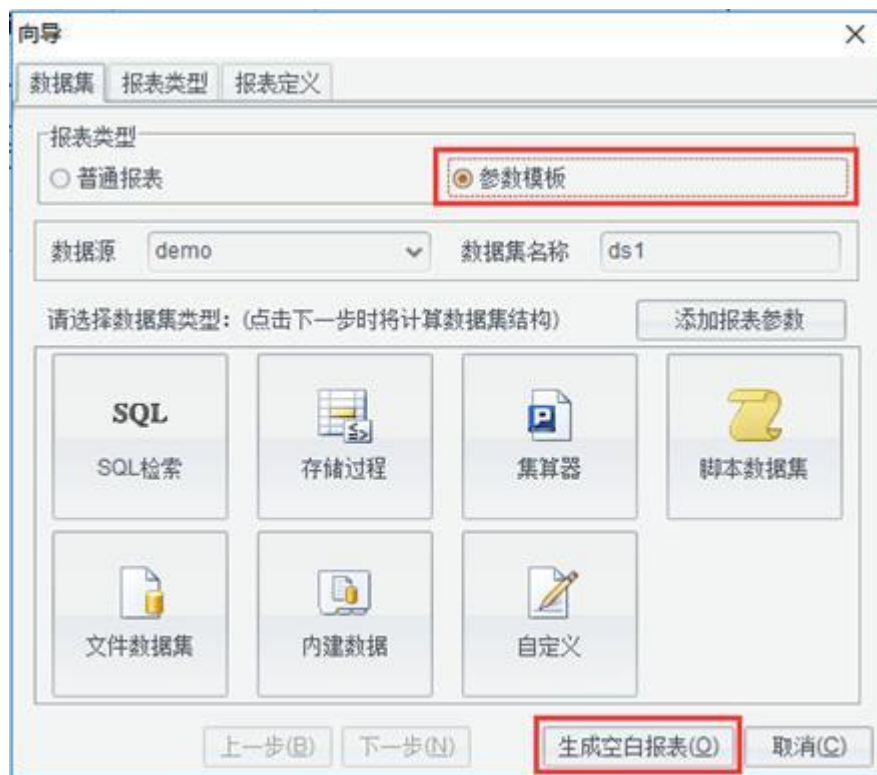 向导
数据集 报表类型 报表定义
报表类型
普通报表 参数模板
数据源 demo 数据集名称 ds1
请选择数据集类型：(点击下一步时将计算数据集结构) 添加报表参数
SQL
SQL检索 存储过程 集算器 脚本数据集
文件数据集 内建数据 自定义
上一步(B) 下一步(N) 生成空白报表(O) 取消(C)